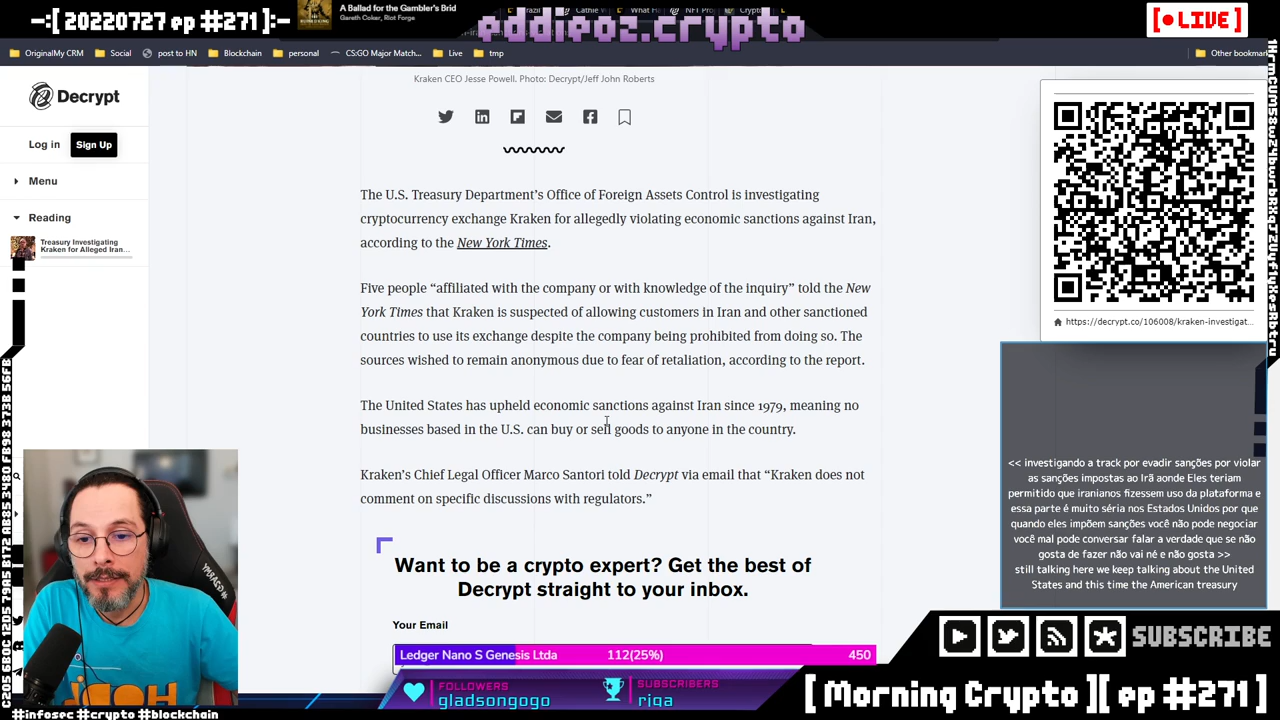 -:[ 20220727 ep #271 ]:-
A Ballad for the Gambler's Brid
Gareth Coker, Riot Forge
eddieoz.crypto
[● LIVE]
OriginalMy CRM
Social
post to HN
Blockchain
personal
CS:GO Major Match...
Live
tmp
Other bookmar
Decrypt
Log in
Sign Up
Menu
Reading
Treasury Investigating
Kraken for Alleged Iran...
Kraken CEO Jesse Powell. Photo: Decrypt/Jeff John Roberts
The U.S. Treasury Department’s Office of Foreign Assets Control is investigating
cryptocurrency exchange Kraken for allegedly violating economic sanctions against Iran,
according to the New York Times.
Five people “affiliated with the company or with knowledge of the inquiry” told the New
York Times that Kraken is suspected of allowing customers in Iran and other sanctioned
countries to use its exchange despite the company being prohibited from doing so. The
sources wished to remain anonymous due to fear of retaliation, according to the report.
The United States has upheld economic sanctions against Iran since 1979, meaning no
businesses based in the U.S. can buy or sell goods to anyone in the country.
Kraken’s Chief Legal Officer Marco Santori told Decrypt via email that “Kraken does not
comment on specific discussions with regulators.”
Want to be a crypto expert? Get the best of
Decrypt straight to your inbox.
Your Email
https://decrypt.co/106008/kraken-investigat...
<< investigando a track por evadir sanções por violar
as sanções impostas ao Irã aonde Eles teriam
permitido que iranianos fizessem uso da plataforma e
essa parte é muito séria nos Estados Unidos por que
quando eles impõem sanções você não pode negociar
você mal pode conversar falar a verdade que se não
gosta de fazer não vai né e não gosta >>
still talking here we keep talking about the United
States and this time the American treasury
Ledger Nano S Genesis Ltda 112(25%) 450
FOLLOWERS
gladsongogo
SUBSCRIBERS
SUBSCRIBE
[ Morning Crypto ][ ep #271 ]
#infosec #crypto #blockchain